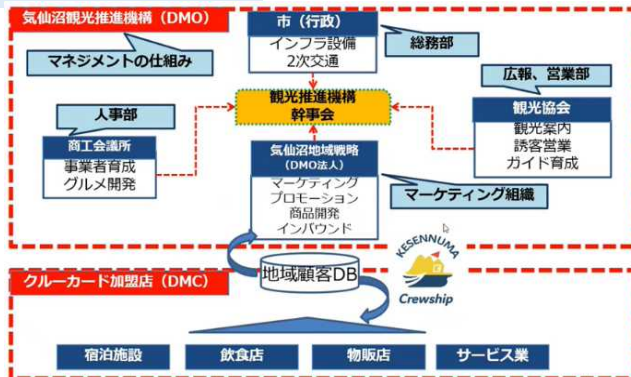 気仙沼観光推進機構（DMO）
マネジメントの仕組み
市（行政）
インフラ設備
2次交通
総務部
広報、営業部
人事部
観光推進機構
幹事会
観光協会
観光案内
誘客営業
ガイド育成
商工会議所
事業者育成
グルメ開発
気仙沼地域戦略
（DMO法人）
マーケティング
プロモーション
商品開発
インバウンド
マーケティング組織
KESENNUMA
Crewship
地域顧客DB
クルーカード加盟店（DMC）
宿泊施設
飲食店
物販店
サービス業